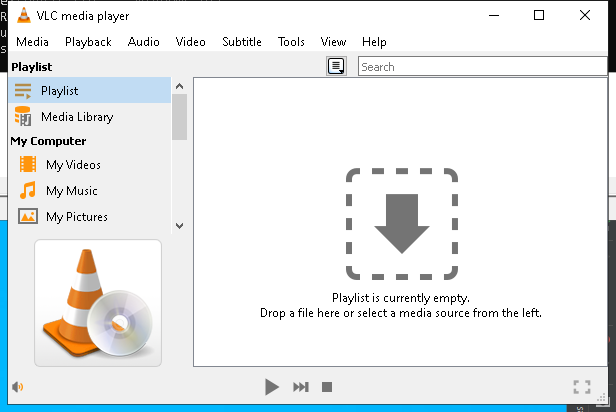 VLC media player
Media Playback Audio Video Subtitle Tools View Help
Playlist
Search
Playlist
Media Library
My Computer
My Videos
My Music
My Pictures
Playlist is currently empty.
Drop a file here or select a media source from the left.